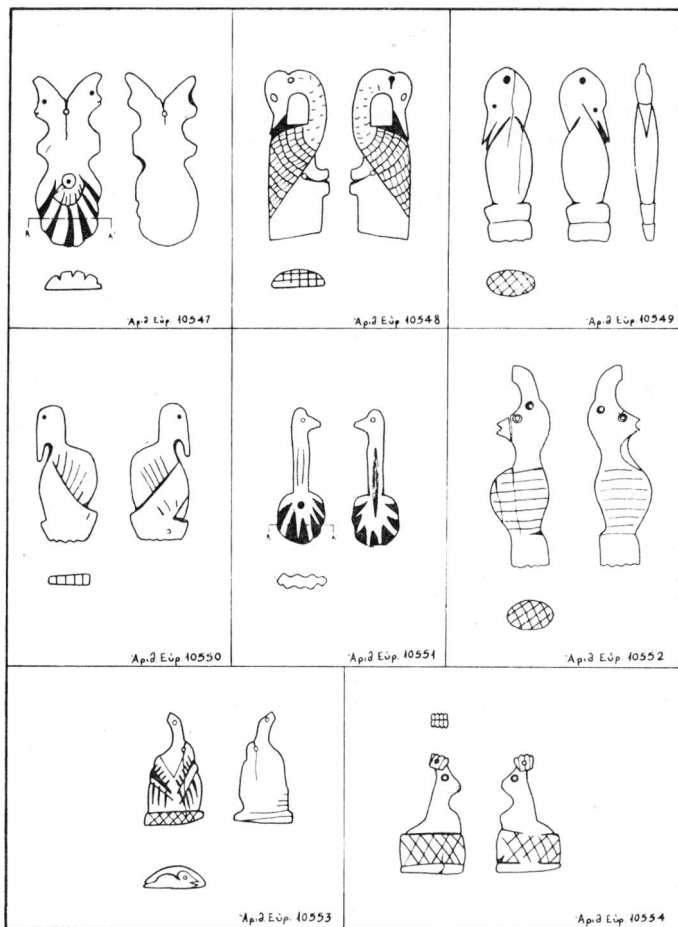 Ἀριθ Εὑρ. 10547
Ἀριθ Εὑρ. 10548
Ἀριθ Εὑρ. 10549
Ἀριθ Εὑρ. 10550
Ἀριθ Εὑρ. 10551
Ἀριθ Εὑρ 10552
Ἀριθ. Εὑρ. 10553
Ἀριθ Εὑρ. 10554